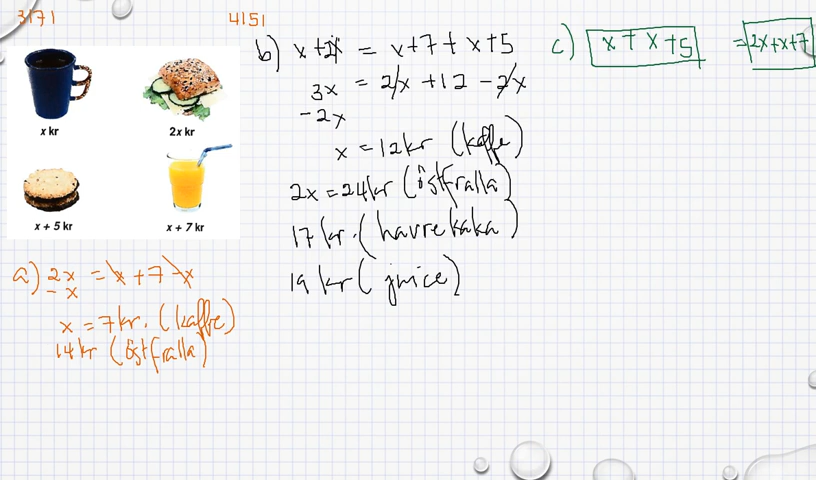 3171
4151
x kr
2x kr
x + 5 kr
x + 7 kr
a) 2x = x + 7 - x
- x
x = 7 kr. (kaffe)
14 kr (östfralla)
b) x + 2x = x + 7 + x + 5
3x = 2x + 12 - 2x
- 2x
x = 12 kr (kaffe)
2x = 24 kr (östfralla)
17 kr. (havrekaka)
19 kr (juice)
c) x + x + 5 = 2x + x + 7